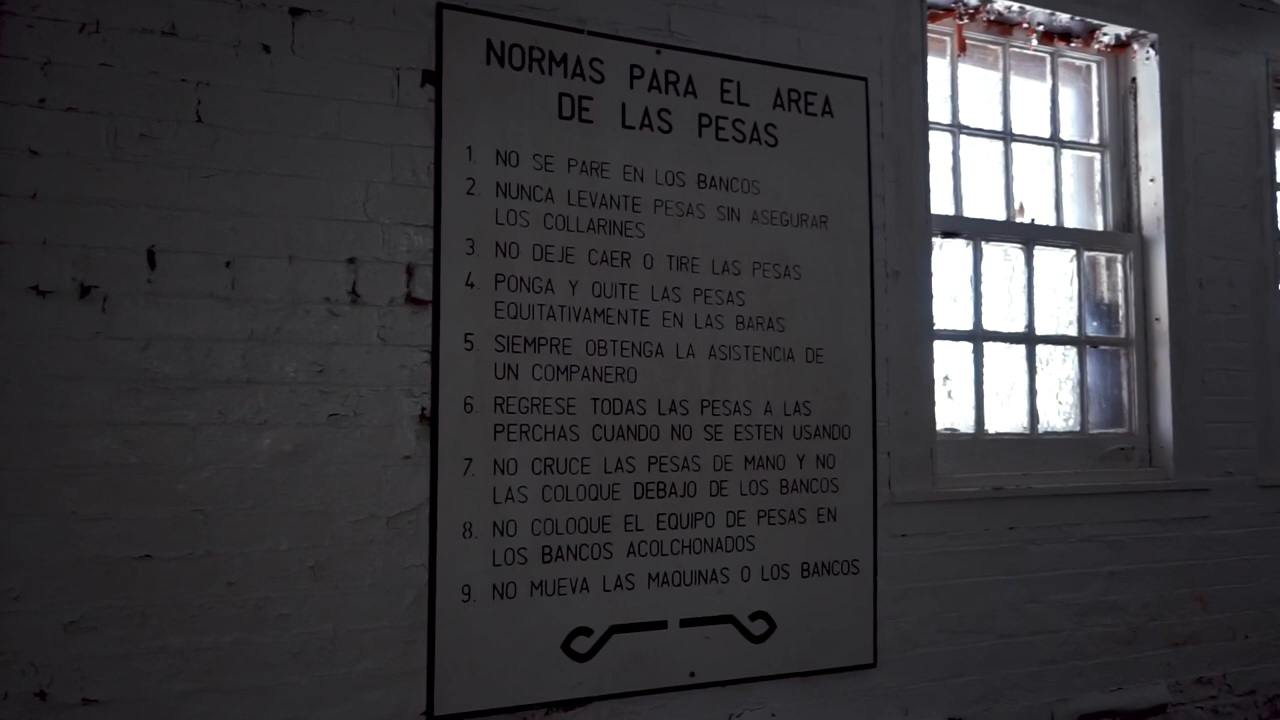 NORMAS PARA EL AREA
DE LAS PESAS
1. NO SE PARE EN LOS BANCOS
2. NUNCA LEVANTE PESAS SIN ASEGURAR
LOS COLLARINES
3. NO DEJE CAER O TIRE LAS PESAS
4. PONGA Y QUITE LAS PESAS
EQUITATIVAMENTE EN LAS BARAS
5. SIEMPRE OBTENGA LA ASISTENCIA DE
UN COMPANERO
6. REGRESE TODAS LAS PESAS A LAS
PERCHAS CUANDO NO SE ESTEN USANDO
7. NO CRUCE LAS PESAS DE MANO Y NO
LAS COLOQUE DEBAJO DE LOS BANCOS
8. NO COLOQUE EL EQUIPO DE PESAS EN
LOS BANCOS ACOLCHONADOS
9. NO MUEVA LAS MAQUINAS O LOS BANCOS